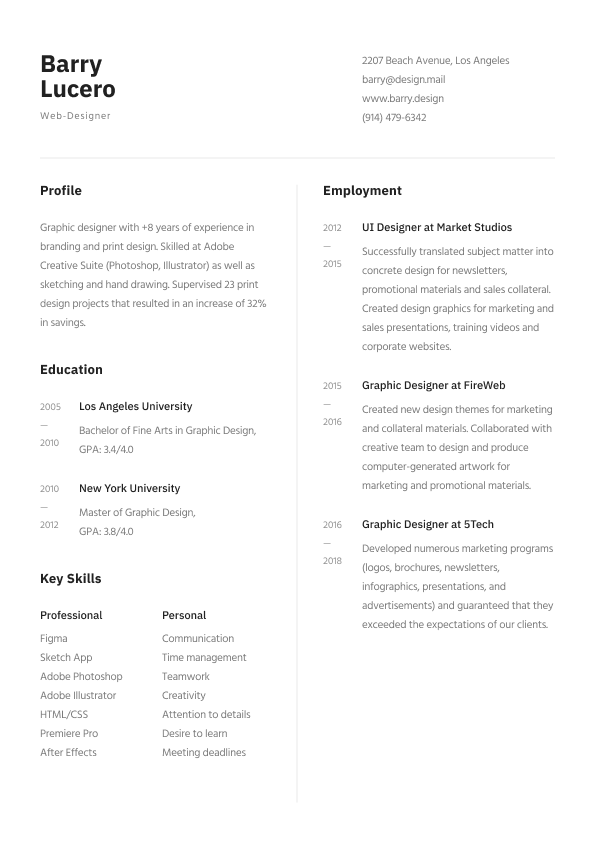 Barry
Lucero
Web-Designer
2207 Beach Avenue, Los Angeles
barry@design.mail
www.barry.design
(914) 479-6342
Profile
Graphic designer with +8 years of experience in
branding and print design. Skilled at Adobe
Creative Suite (Photoshop, Illustrator) as well as
sketching and hand drawing. Supervised 23 print
design projects that resulted in an increase of 32%
in savings.
Education
2005
—
2010
Los Angeles University
Bachelor of Fine Arts in Graphic Design,
GPA: 3.4/4.0
2010
—
2012
New York University
Master of Graphic Design,
GPA: 3.8/4.0
Key Skills
Professional
Figma
Sketch App
Adobe Photoshop
Adobe Illustrator
HTML/CSS
Premiere Pro
After Effects
Personal
Communication
Time management
Teamwork
Creativity
Attention to details
Desire to learn
Meeting deadlines
Employment
2012
—
2015
UI Designer at Market Studios
Successfully translated subject matter into
concrete design for newsletters,
promotional materials and sales collateral.
Created design graphics for marketing and
sales presentations, training videos and
corporate websites.
2015
—
2016
Graphic Designer at FireWeb
Created new design themes for marketing
and collateral materials. Collaborated with
creative team to design and produce
computer-generated artwork for
marketing and promotional materials.
2016
—
2018
Graphic Designer at 5Tech
Developed numerous marketing programs
(logos, brochures, newsletters,
infographics, presentations, and
advertisements) and guaranteed that they
exceeded the expectations of our clients.